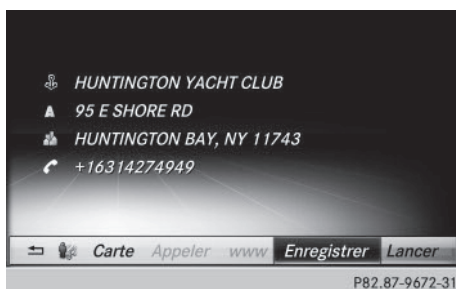 HUNTINGTON YACHT CLUB
A 95 E SHORE RD
HUNTINGTON BAY, NY 11743
+16314274949
Carte Appeler www Enregistrer Lancer
P82.87-9672-31